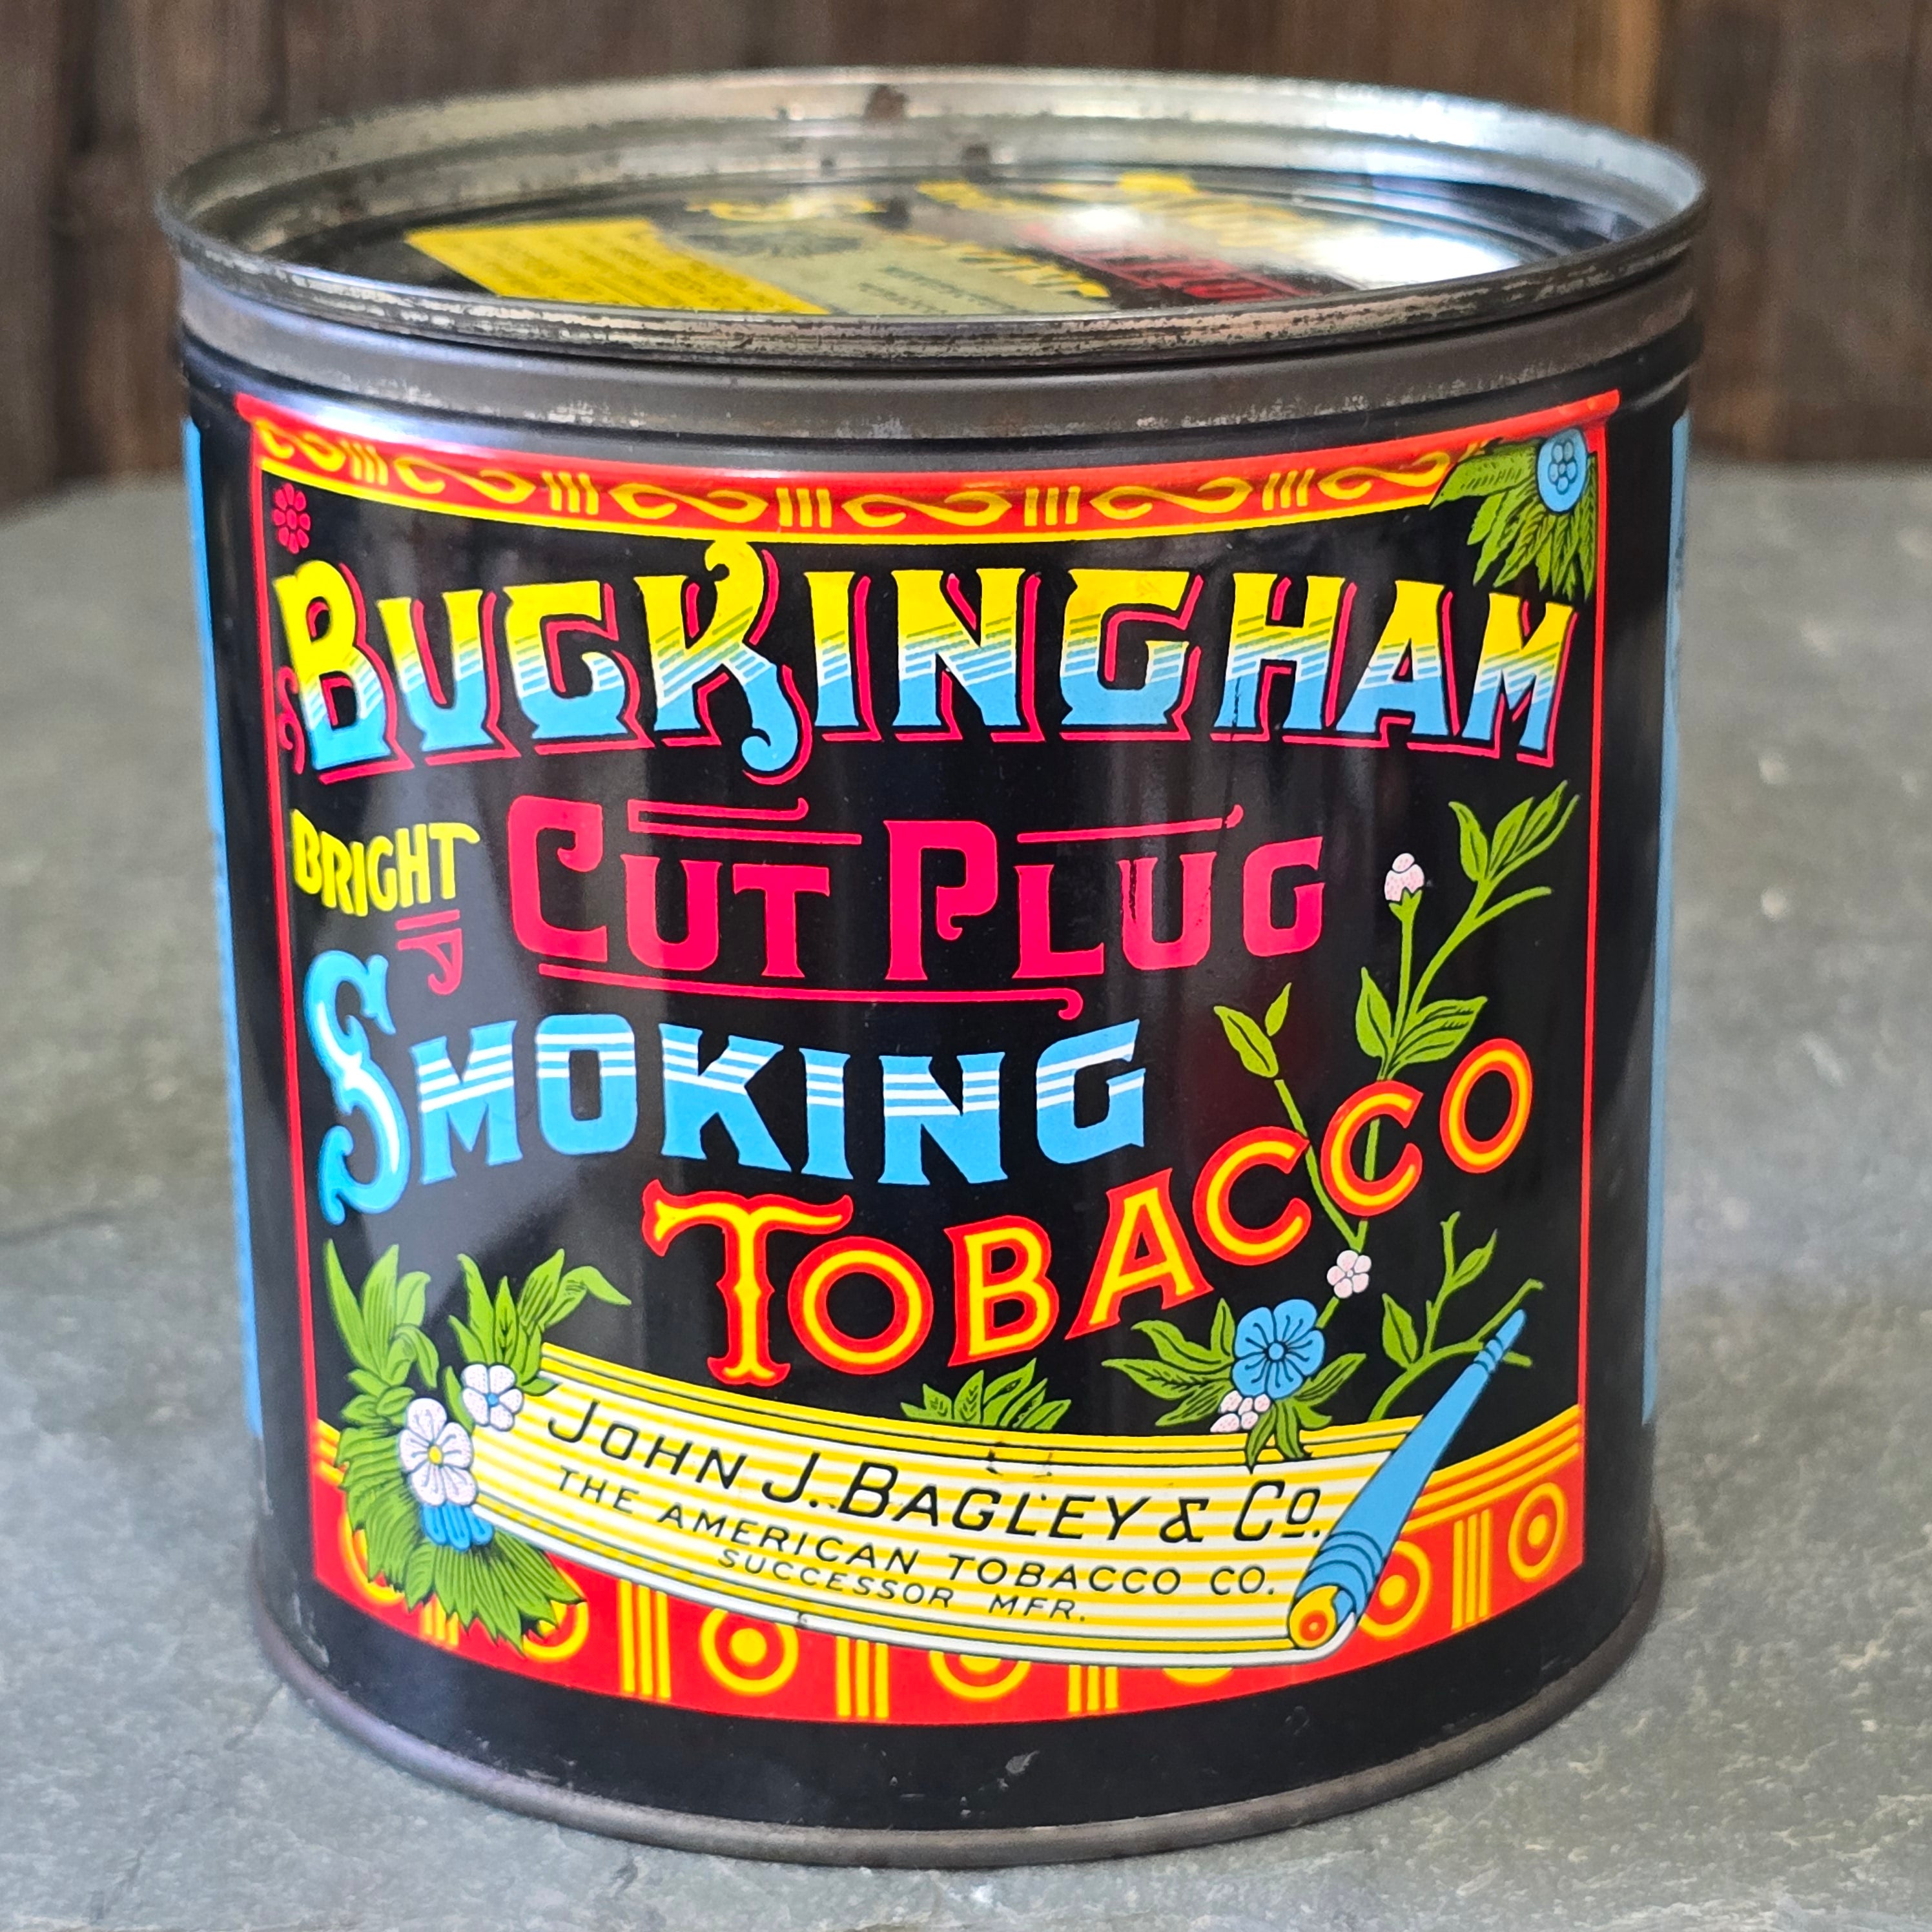 BUCKINGHAM
BRIGHT CUT PLUG
SMOKING
TOBACCO
JOHN J. BAGLEY & CO.
THE AMERICAN TOBACCO CO.
SUCCESSOR MFR.